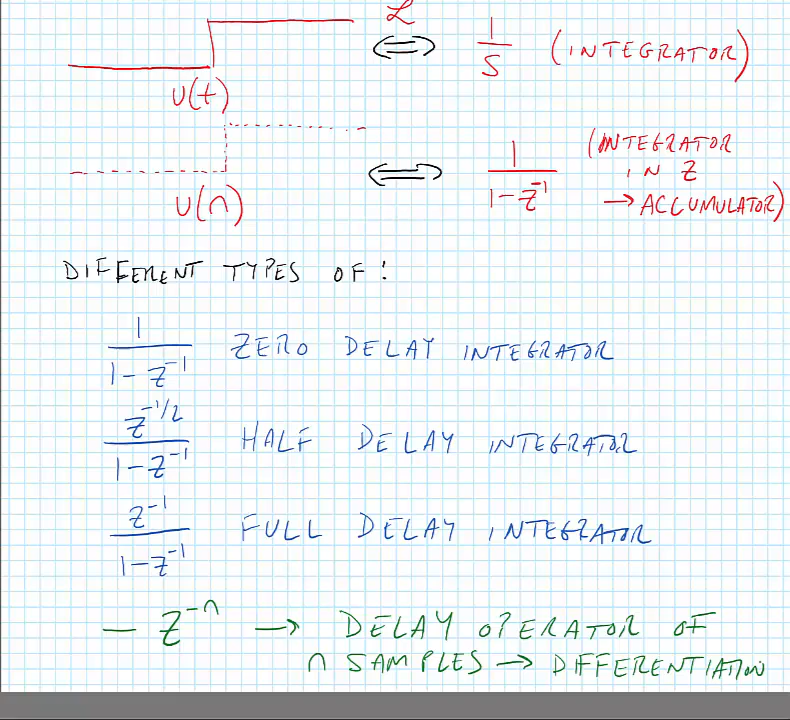 L
U(t) ⟺ 1/S (INTEGRATOR)
U(n) ⟺ 1/(1-Z^-1) (INTEGRATOR
IN Z
→ ACCUMULATOR)
DIFFERENT TYPES OF:
1/(1-Z^-1) ZERO DELAY INTEGRATOR
Z^-1/2/(1-Z^-1) HALF DELAY INTEGRATOR
Z^-1/(1-Z^-1) FULL DELAY INTEGRATOR
— Z^-n → DELAY OPERATOR OF
n SAMPLES → DIFFERENTIATION